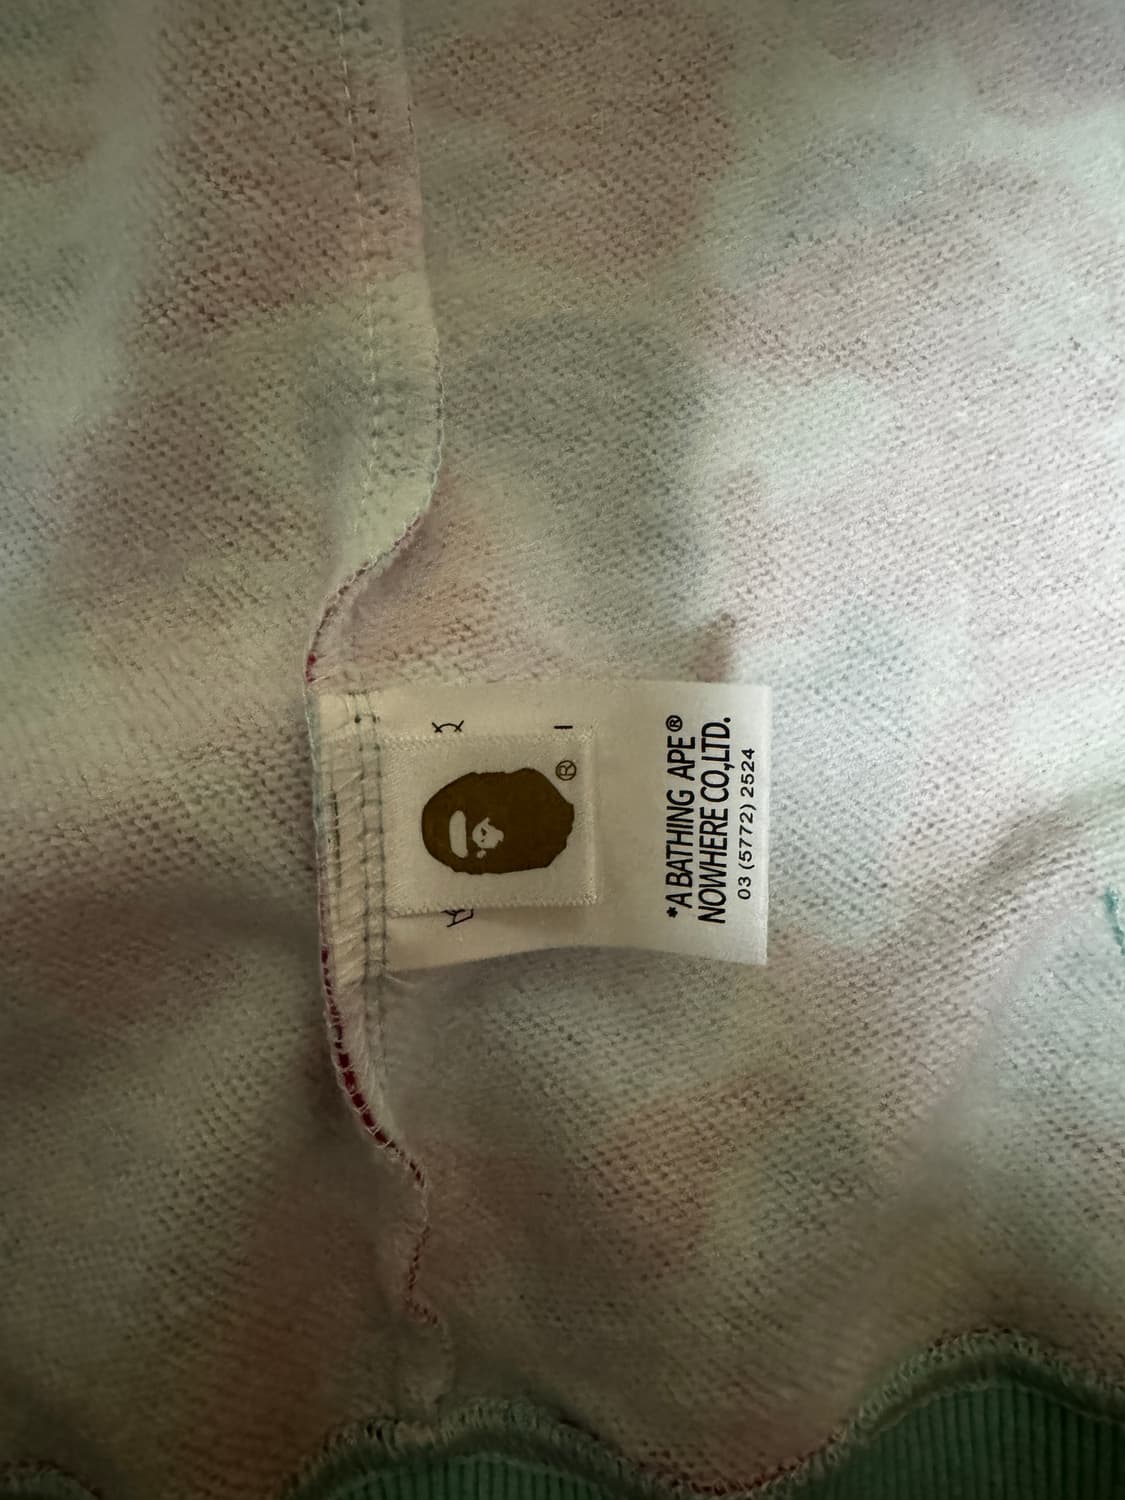 ®
*A BATHING APE®
NOWHERE CO.,LTD.
03 (5772) 2524